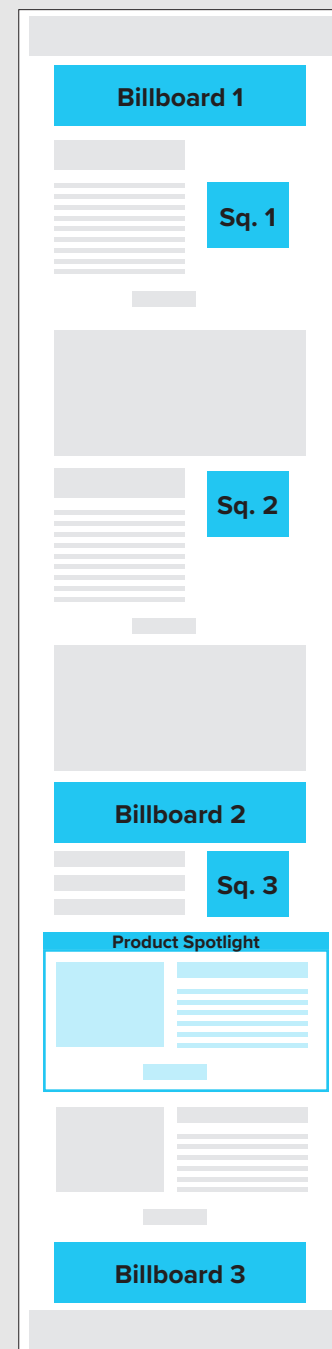 Billboard 1
Sq. 1
Sq. 2
Billboard 2
Sq. 3
Product Spotlight
Billboard 3